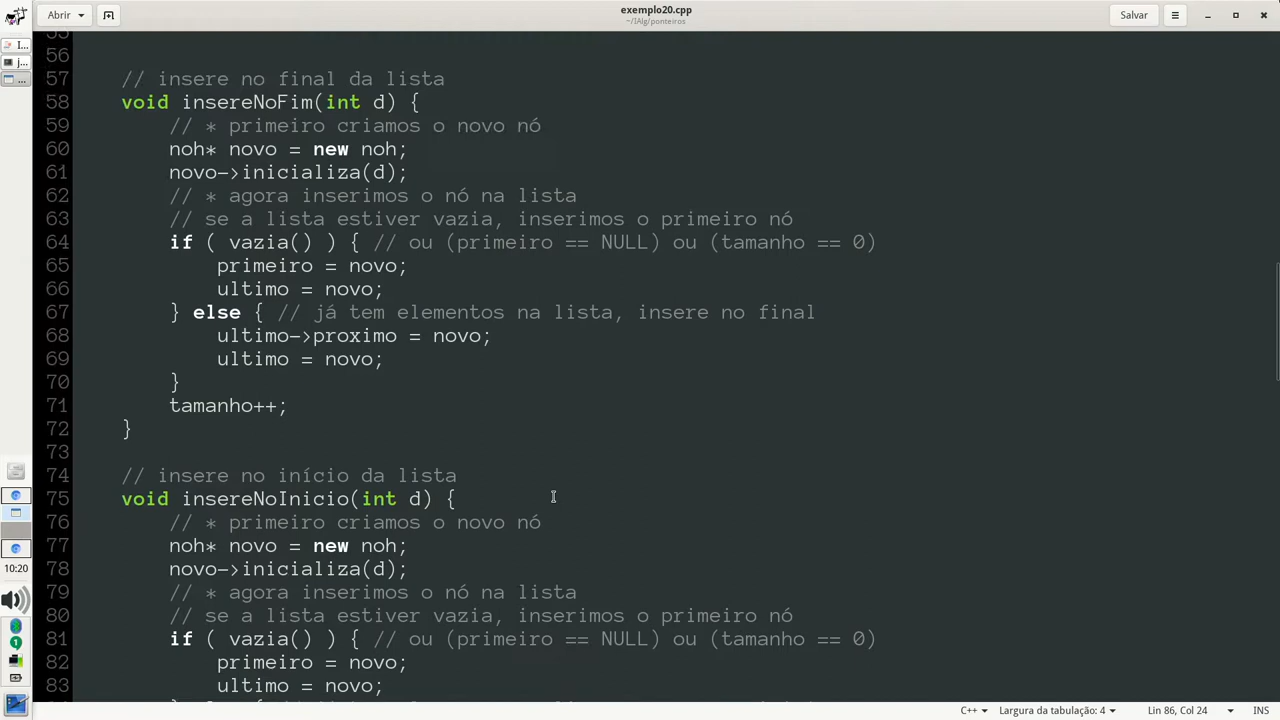 Abrir
exemplo20.cpp
~/IAlg/ponteiros
Salvar
I...
j...
...
55
56
57 // insere no final da lista
58 void insereNoFim(int d) {
59 // * primeiro criamos o novo nó
60 noh* novo = new noh;
61 novo->inicializa(d);
62 // * agora inserimos o nó na lista
63 // se a lista estiver vazia, inserimos o primeiro nó
64 if ( vazia() ) { // ou (primeiro == NULL) ou (tamanho == 0)
65 primeiro = novo;
66 ultimo = novo;
67 } else { // já tem elementos na lista, insere no final
68 ultimo->proximo = novo;
69 ultimo = novo;
70 }
71 tamanho++;
72 }
73
74 // insere no início da lista
75 void insereNoInicio(int d) {
76 // * primeiro criamos o novo nó
77 noh* novo = new noh;
78 novo->inicializa(d);
79 // * agora inserimos o nó na lista
80 // se a lista estiver vazia, inserimos o primeiro nó
81 if ( vazia() ) { // ou (primeiro == NULL) ou (tamanho == 0)
82 primeiro = novo;
83 ultimo = novo;
10:20
1
C++
Largura da tabulação: 4
Lin 86, Col 24
INS